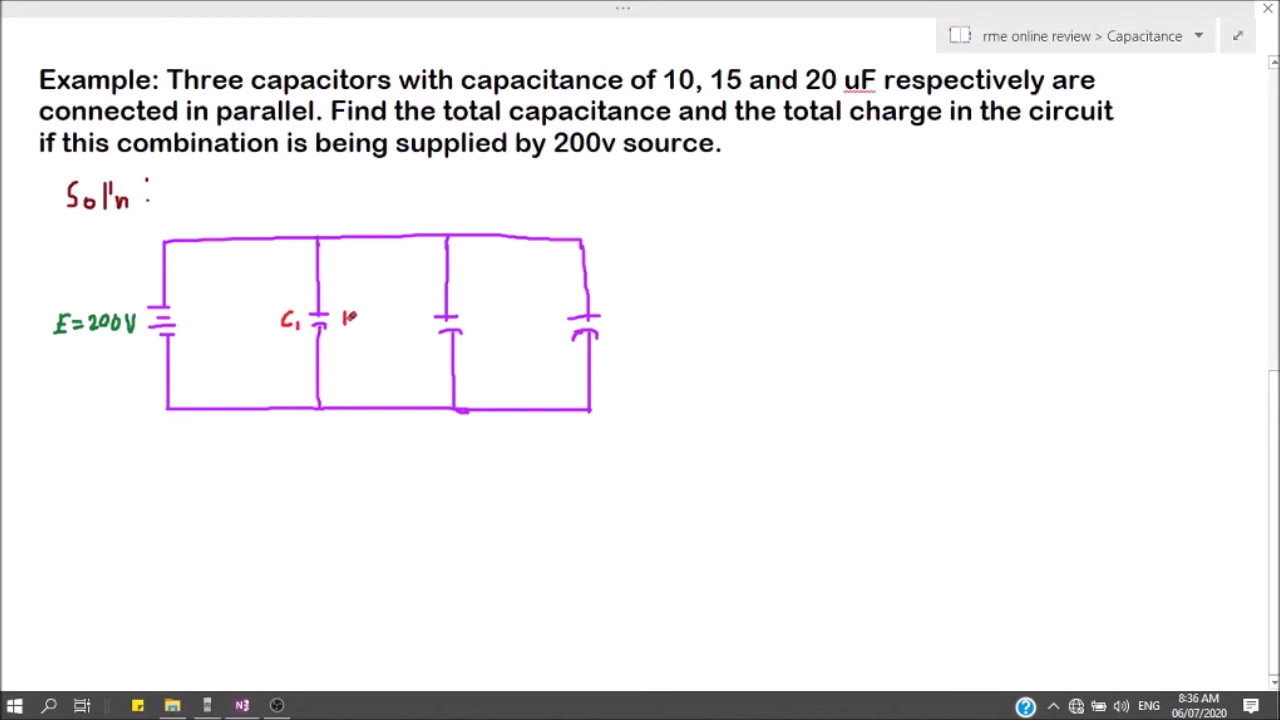 rme online review > Capacitance
Example: Three capacitors with capacitance of 10, 15 and 20 uF respectively are
connected in parallel. Find the total capacitance and the total charge in the circuit
if this combination is being supplied by 200v source.
Sol'n :
E=200V
C1
ENG
8:36 AM
06/07/2020